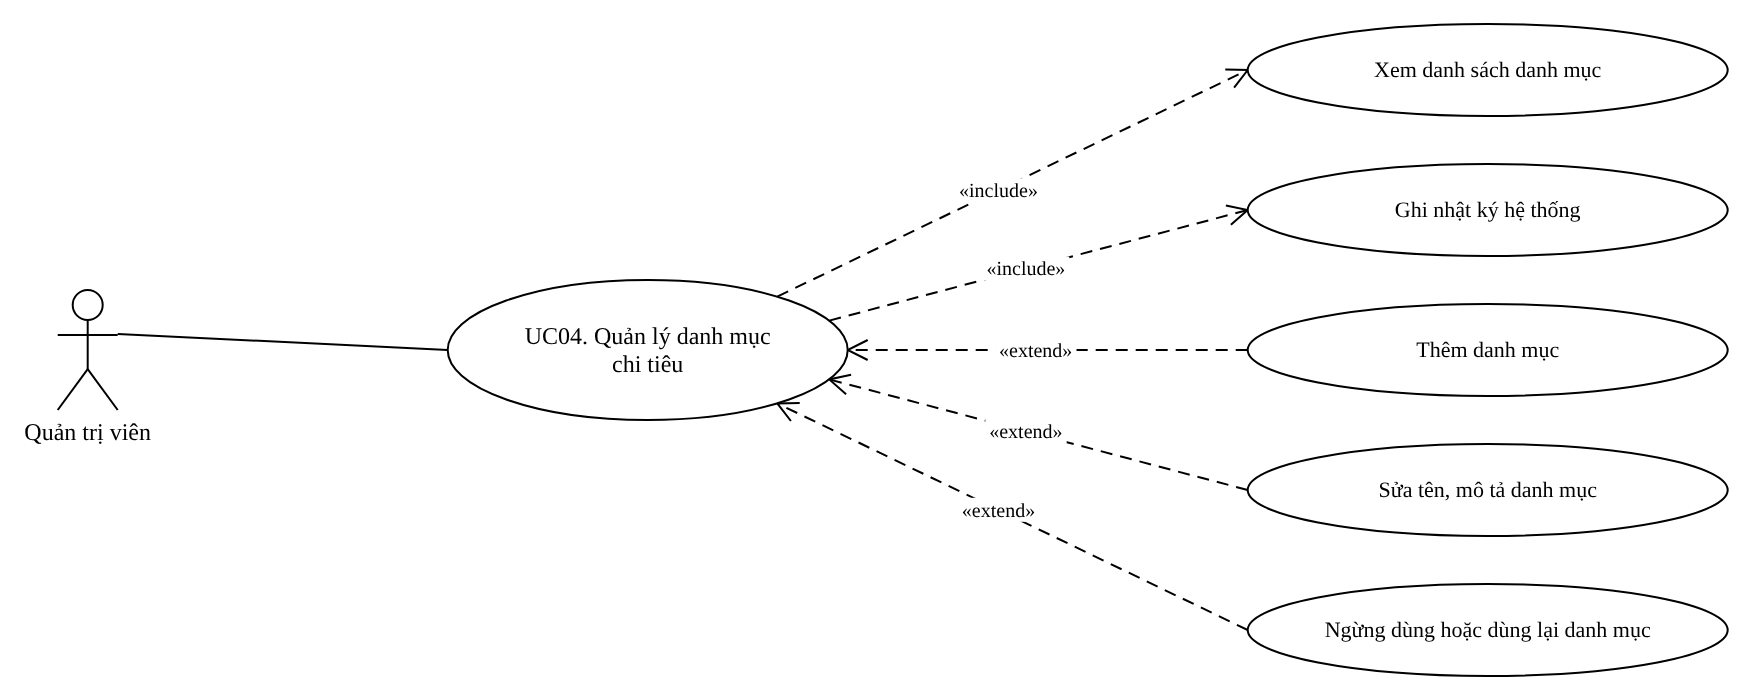 Xem danh sách danh mục
«include»
Ghi nhật ký hệ thống
«include»
UC04. Quản lý danh mục
chi tiêu
«extend»
Thêm danh mục
Quản trị viên
«extend»
Sửa tên, mô tả danh mục
«extend»
Ngừng dùng hoặc dùng lại danh mục